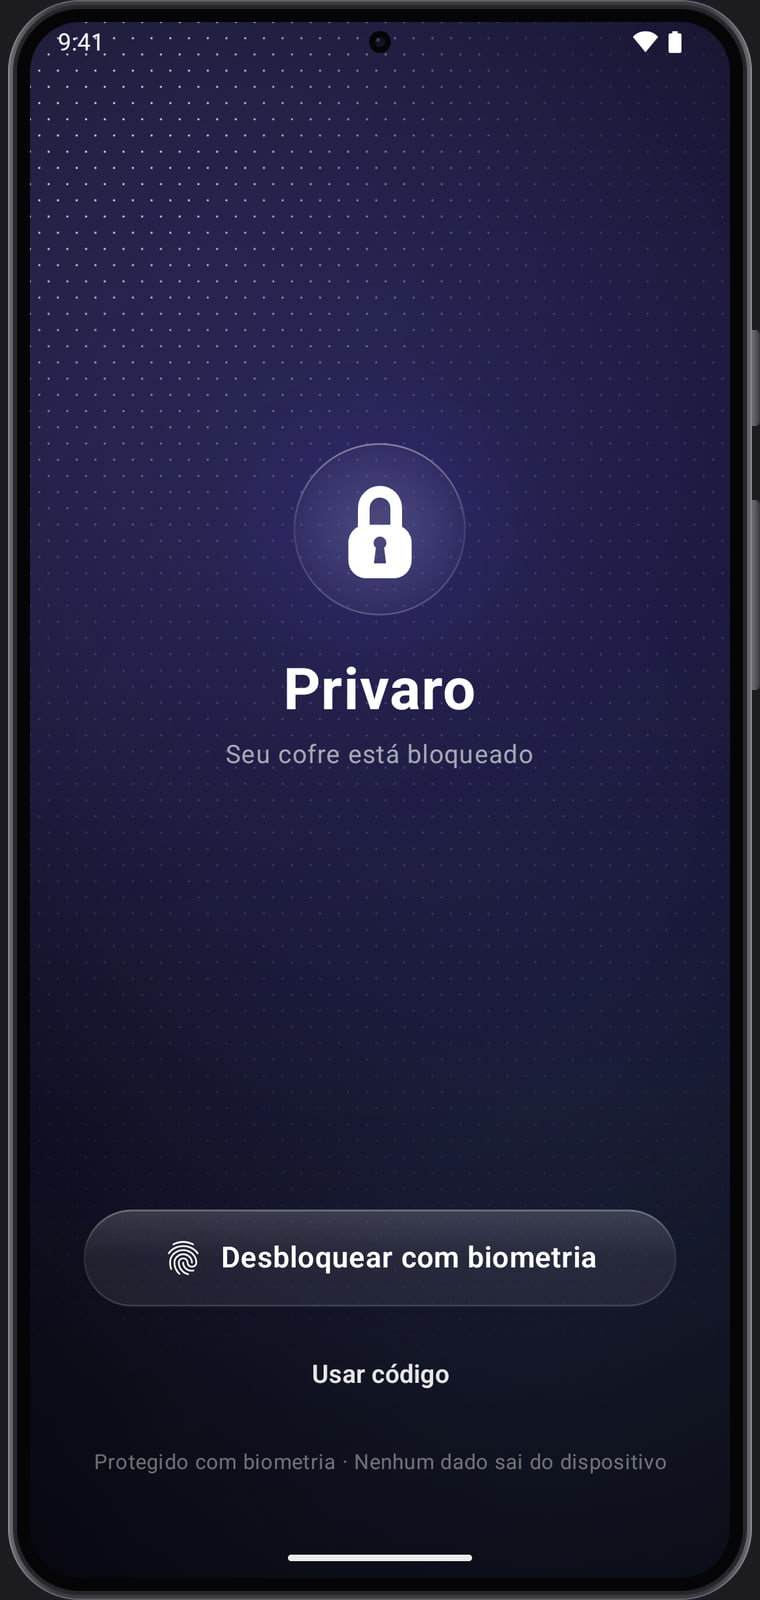 9:41
Privaro
Seu cofre está bloqueado
Desbloquear com biometria
Usar código
Protegido com biometria · Nenhum dado sai do dispositivo